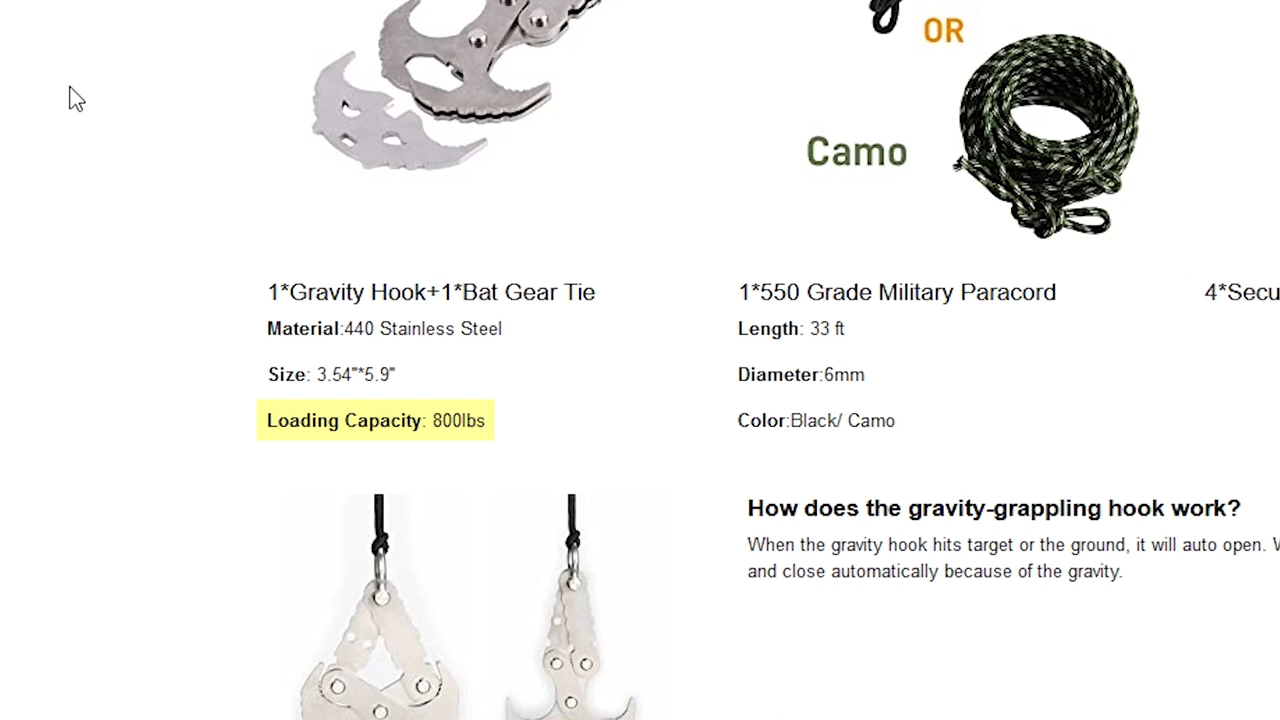 OR
Camo
1*Gravity Hook+1*Bat Gear Tie
Material:440 Stainless Steel
Size: 3.54"*5.9"
Loading Capacity: 800lbs
1*550 Grade Military Paracord
Length: 33 ft
Diameter:6mm
Color:Black/ Camo
4*Secu
How does the gravity-grappling hook work?
When the gravity hook hits target or the ground, it will auto open. W
and close automatically because of the gravity.